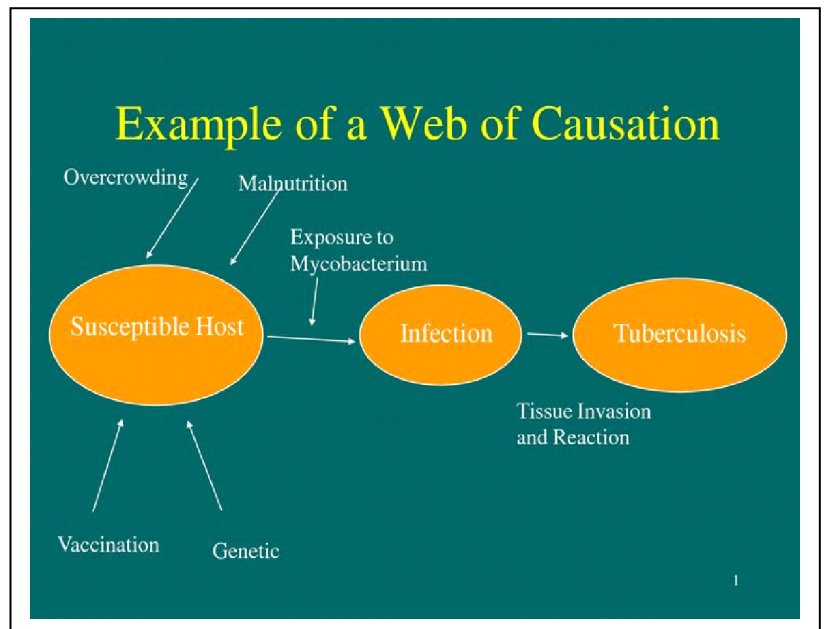 Example of a Web of Causation
Overcrowding
Malnutrition
Exposure to
Mycobacterium
Susceptible Host
Infection
Tuberculosis
Tissue Invasion
and Reaction
Vaccination
Genetic
1